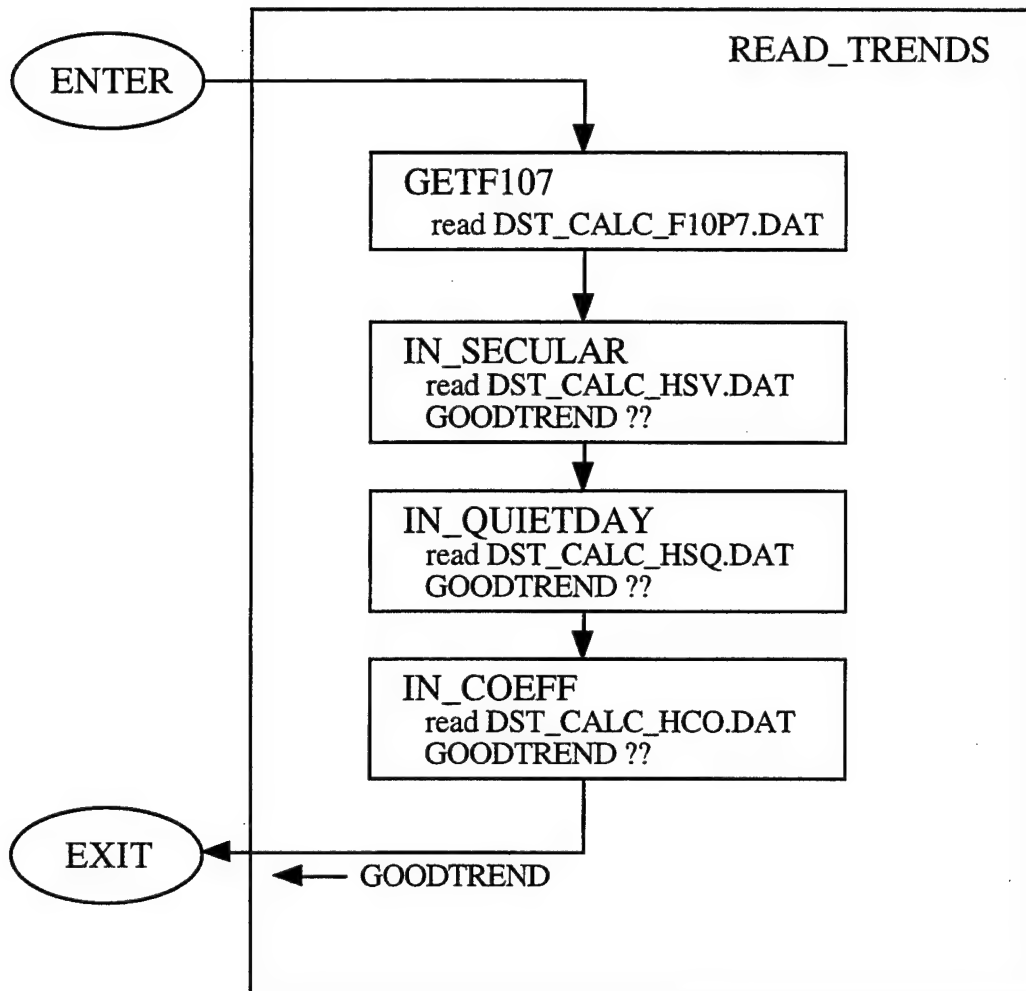 READ_TRENDS
ENTER
GETF107
read DST_CALC_F10P7.DAT
IN_SECULAR
read DST_CALC_HSV.DAT
GOODTREND ??
IN_QUIETDAY
read DST_CALC_HSQ.DAT
GOODTREND ??
IN_COEFF
read DST_CALC_HCO.DAT
GOODTREND ??
EXIT
GOODTREND